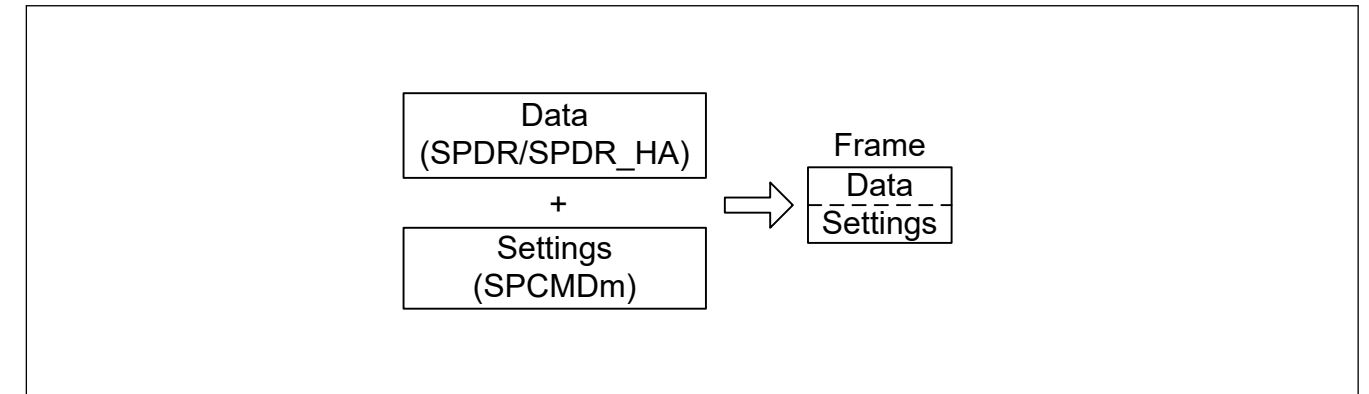 Data
(SPDR/SPDR_HA)
+
Settings
(SPCMDm)
Frame
Data
Settings